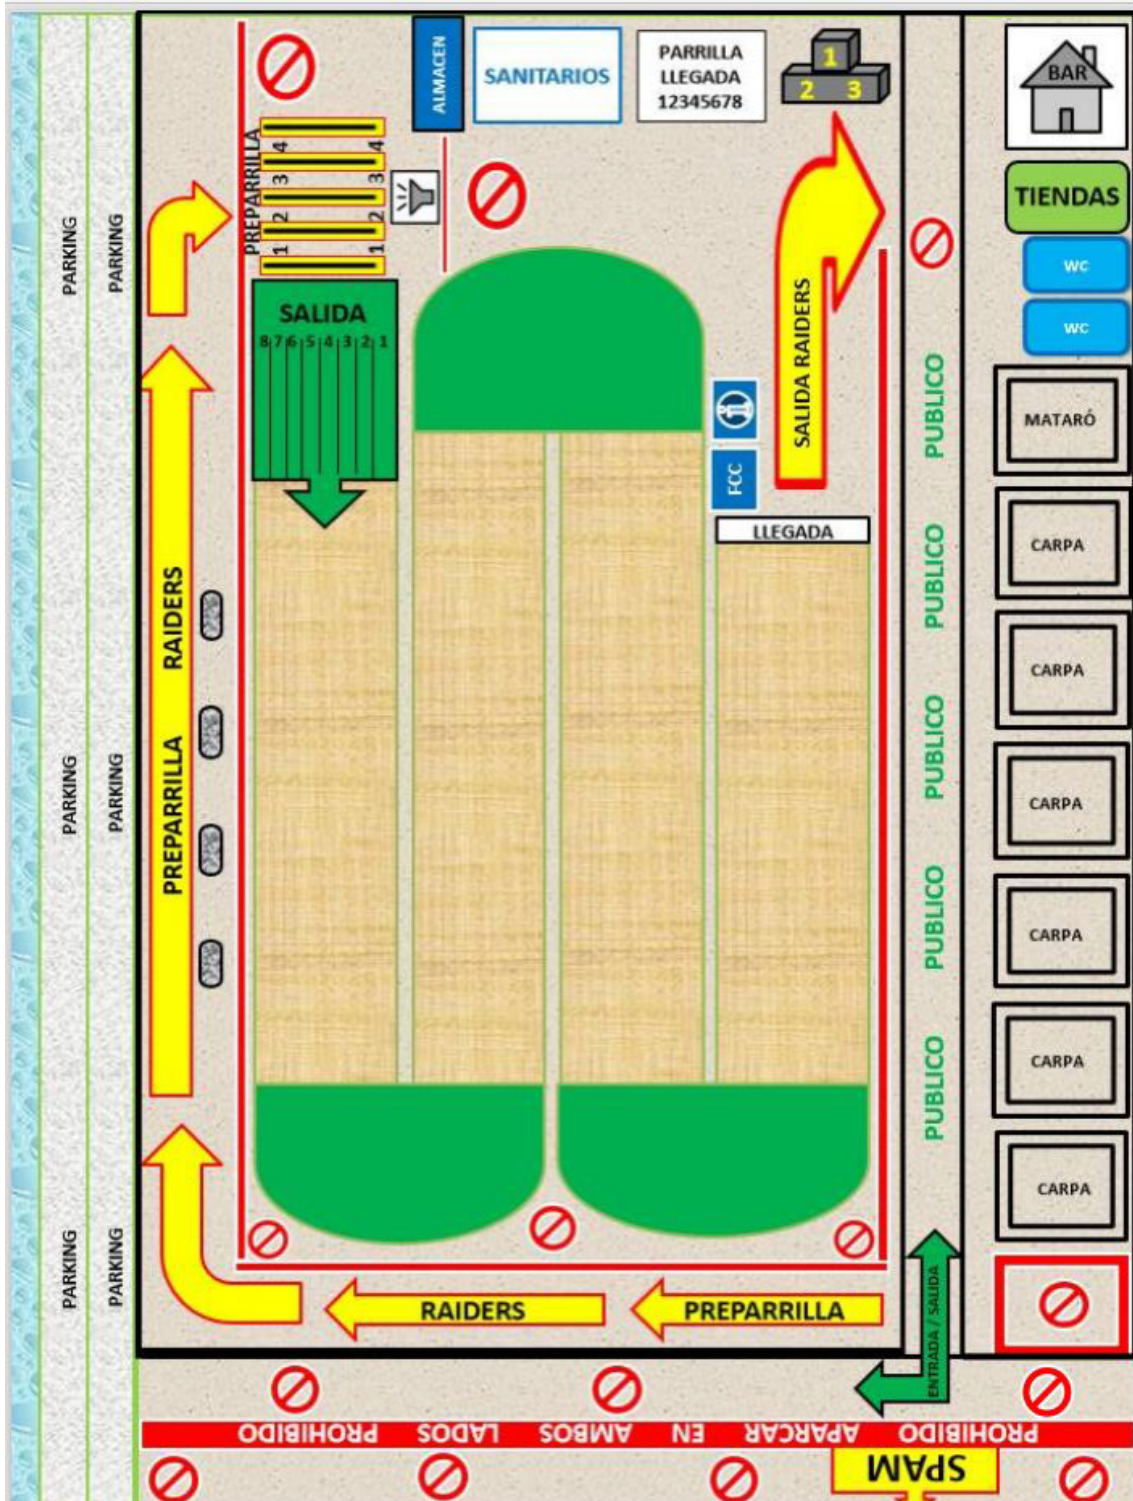 ALMACEN
SANITARIOS
PARRILLA
LLEGADA
12345678
1
2 3
BAR
TIENDAS
WC
WC
PREPARRILLA
4 4
3 3
2 2
1 1
SALIDA
8 7 6 5 4 3 2 1
PARKING
PARKING
SALIDA RAIDERS
FCC
LLEGADA
PUBLICO
PUBLICO
PUBLICO
PUBLICO
PUBLICO
MATARÓ
CARPA
CARPA
CARPA
CARPA
CARPA
CARPA
PREPARRILLA RAIDERS
PARKING
PARKING
PARKING
PARKING
RAIDERS
PREPARRILLA
ENTRADA / SALIDA
PROHIBIDO APARCAR EN AMBOS LADOS PROHIBIDO
SPAM